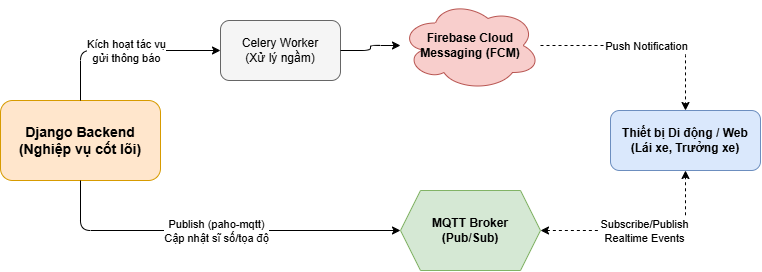 Kích hoạt tác vụ
gửi thông báo
Celery Worker
(Xử lý ngầm)
Firebase Cloud
Messaging (FCM)
Push Notification
Django Backend
(Nghiệp vụ cốt lõi)
Thiết bị Di động / Web
(Lái xe, Trưởng xe)
Publish (paho-mqtt)
Cập nhật sĩ số/tọa độ
MQTT Broker
(Pub/Sub)
Subscribe/Publish
Realtime Events